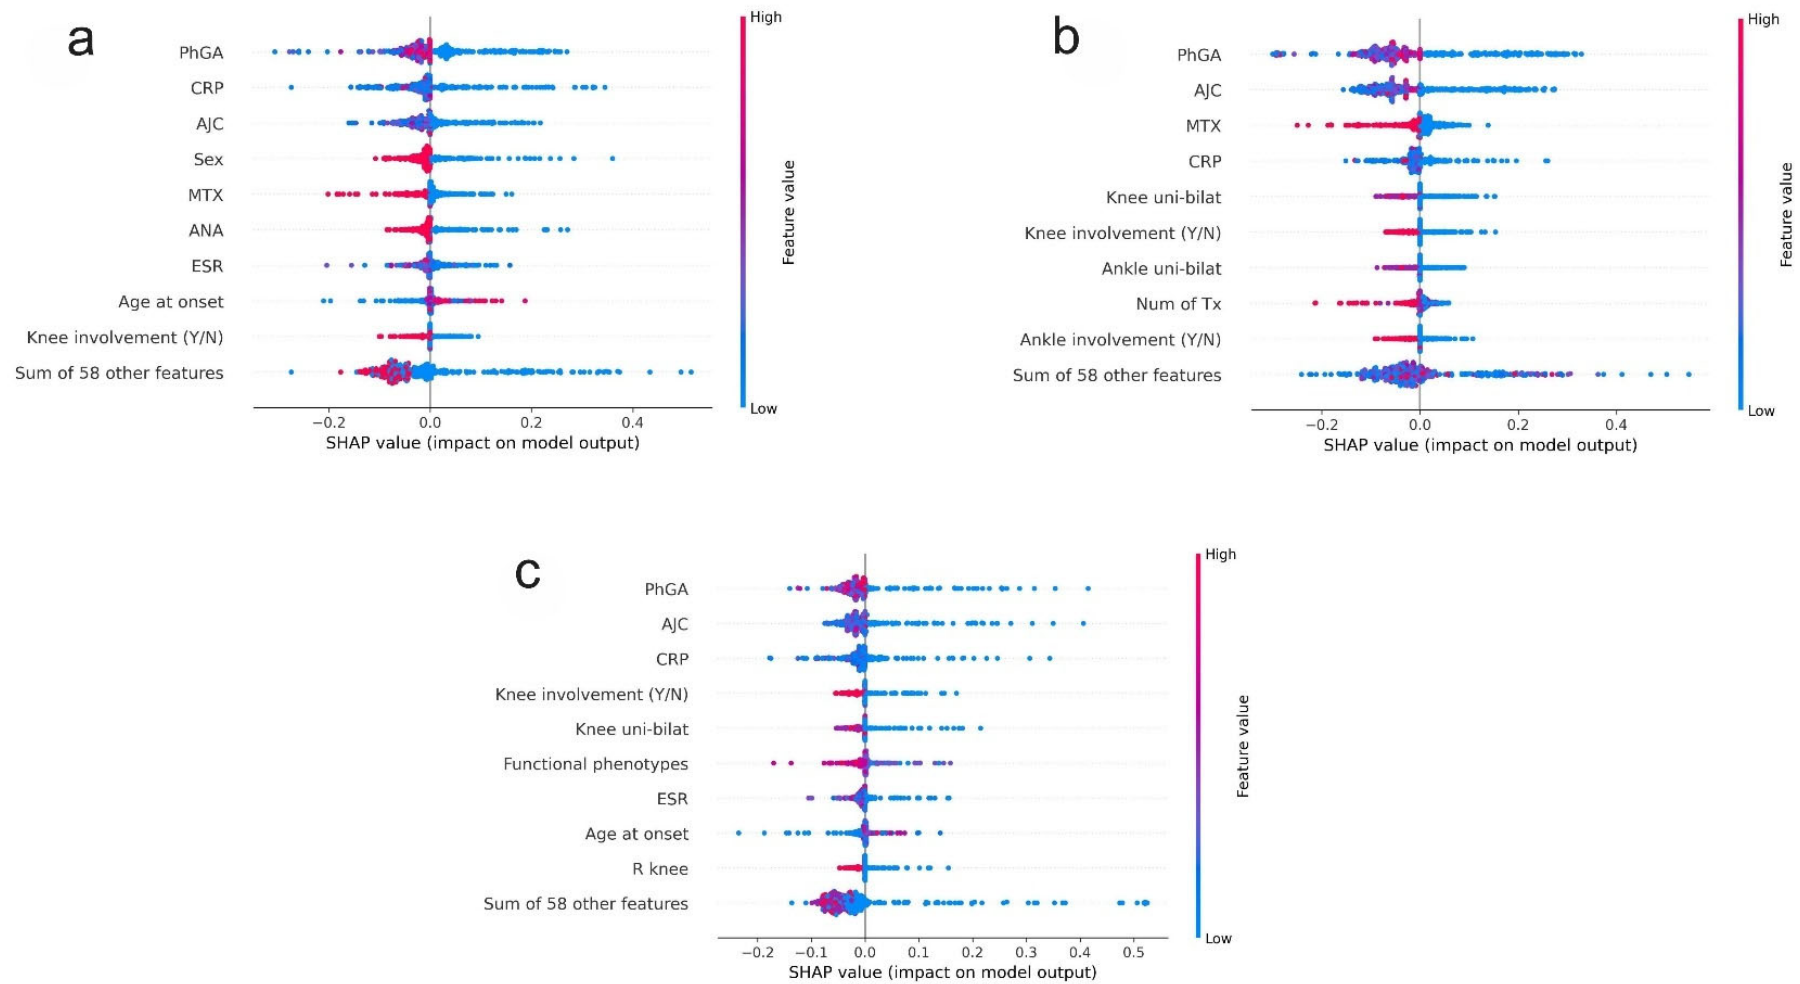 a
PhGA
CRP
AJC
Sex
MTX
ANA
ESR
Age at onset
Knee involvement (Y/N)
Sum of 58 other features
−0.2 0.0 0.2 0.4
SHAP value (impact on model output)
High
Feature value
Low
b
PhGA
AJC
MTX
CRP
Knee uni-bilat
Knee involvement (Y/N)
Ankle uni-bilat
Num of Tx
Ankle involvement (Y/N)
Sum of 58 other features
−0.2 0.0 0.2 0.4
SHAP value (impact on model output)
High
Feature value
Low
c
PhGA
AJC
CRP
Knee involvement (Y/N)
Knee uni-bilat
Functional phenotypes
ESR
Age at onset
R knee
Sum of 58 other features
−0.2 −0.1 0.0 0.1 0.2 0.3 0.4 0.5
SHAP value (impact on model output)
High
Feature value
Low